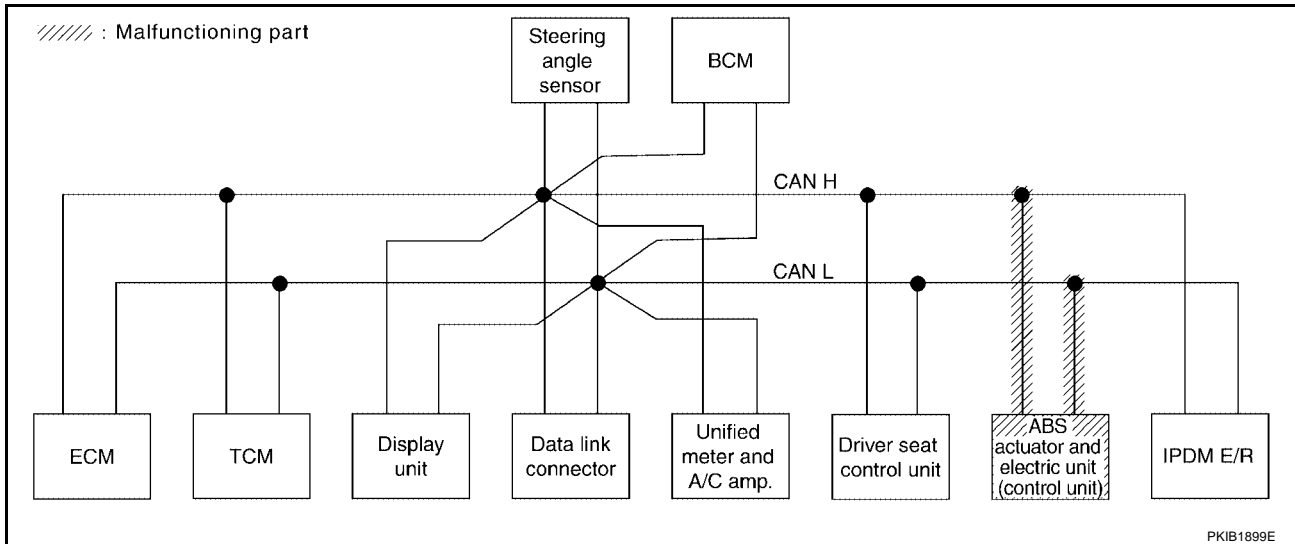 : Malfunctioning part
Steering
angle
sensor
BCM
CAN H
CAN L
ECM
TCM
Display
unit
Data link
connector
Unified
meter and
A/C amp.
Driver seat
control unit
ABS
actuator and
electric unit
(control unit)
IPDM E/R
PKIB1899E